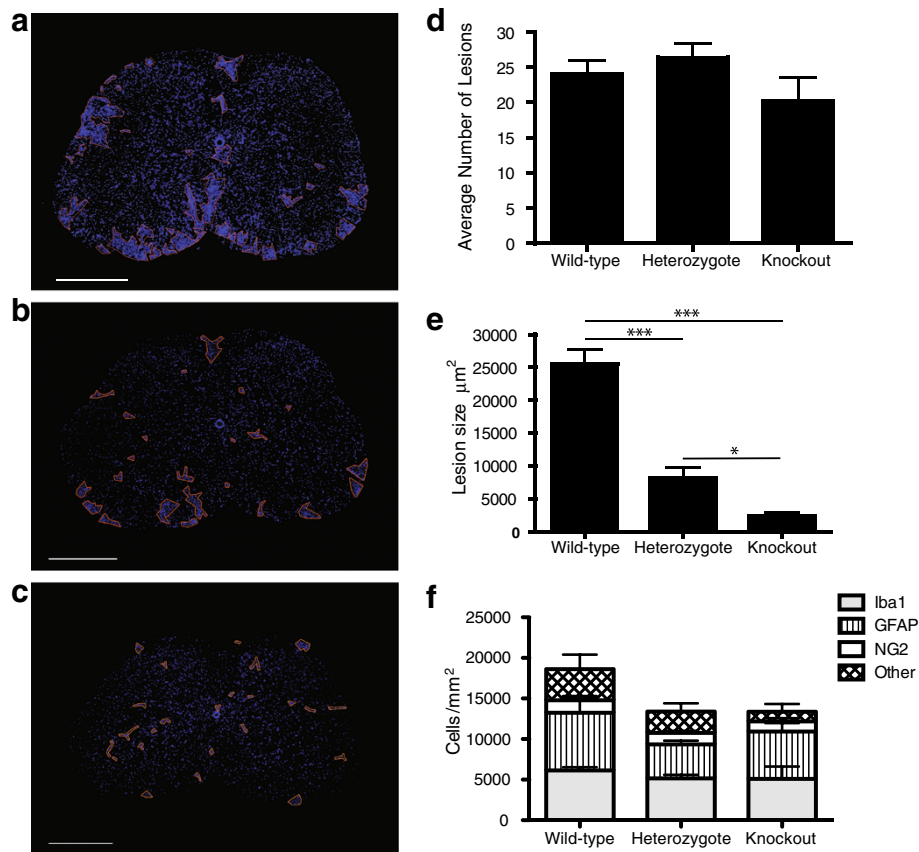 a
b
c
d
Average Number of Lesions
30
25
20
15
10
5
0
Wild-type Heterozygote Knockout
e
Lesion size µm²
30000
25000
20000
15000
10000
5000
0
***
***
*
Wild-type Heterozygote Knockout
f
Cells/mm²
25000
20000
15000
10000
5000
0
Wild-type Heterozygote Knockout
Iba1
GFAP
NG2
Other